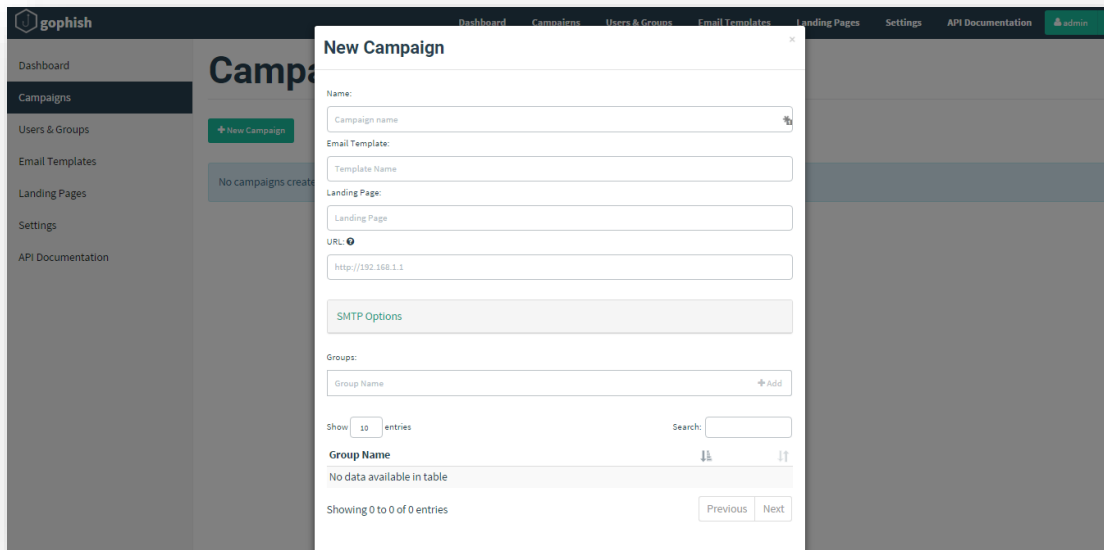 gophish
Dashboard Campaigns Users & Groups Email Templates Landing Pages Settings API Documentation admin
New Campaign
×
Dashboard
Campaigns
Users & Groups
Email Templates
Landing Pages
Settings
API Documentation
Campa
+ New Campaign
No campaigns create
Name:
Campaign name
Email Template:
Template Name
Landing Page:
Landing Page
URL:
http://192.168.1.1
SMTP Options
Groups:
Group Name + Add
Show 10 entries Search:
Group Name
No data available in table
Showing 0 to 0 of 0 entries Previous Next